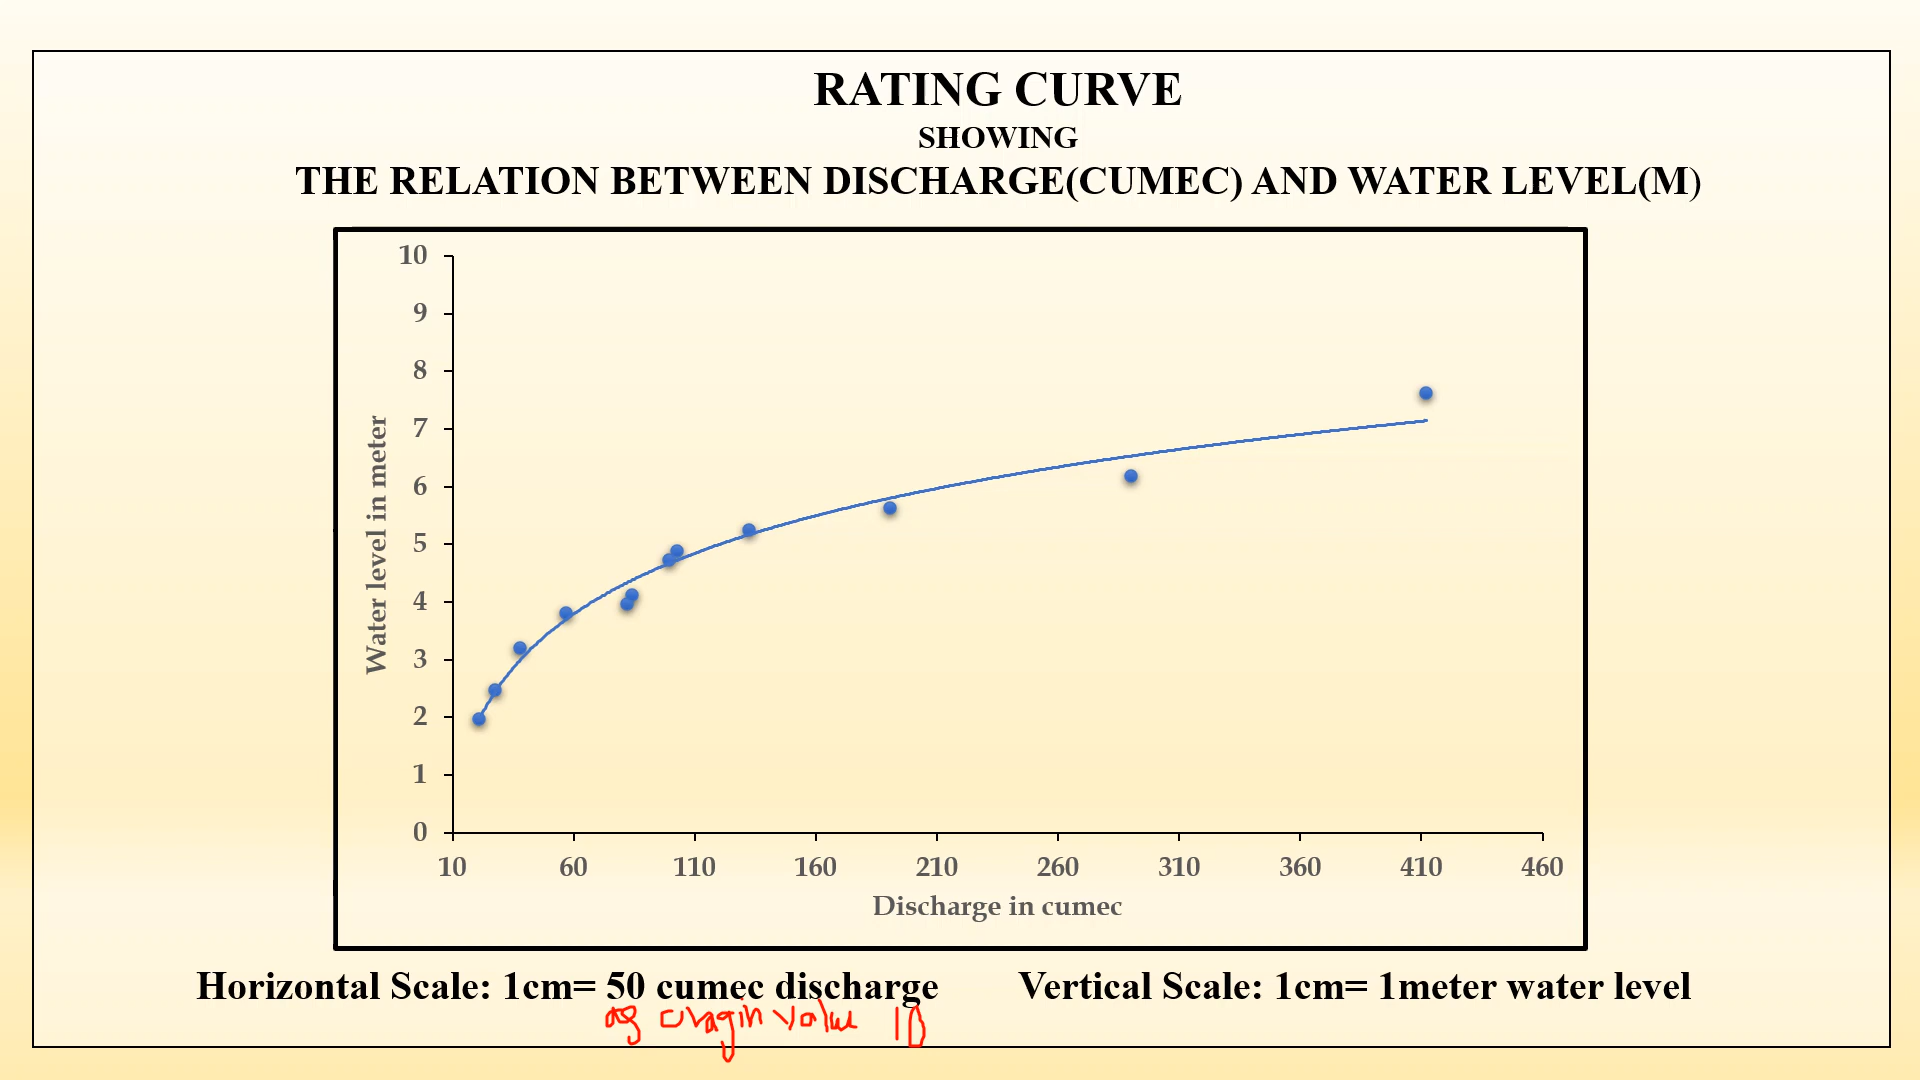 RATING CURVE
SHOWING
THE RELATION BETWEEN DISCHARGE(CUMEC) AND WATER LEVEL(M)
10
9
8
7
6
5
4
3
2
1
0
Water level in meter
10 60 110 160 210 260 310 360 410 460
Discharge in cumec
Horizontal Scale: 1cm= 50 cumec discharge Vertical Scale: 1cm= 1meter water level
value 10